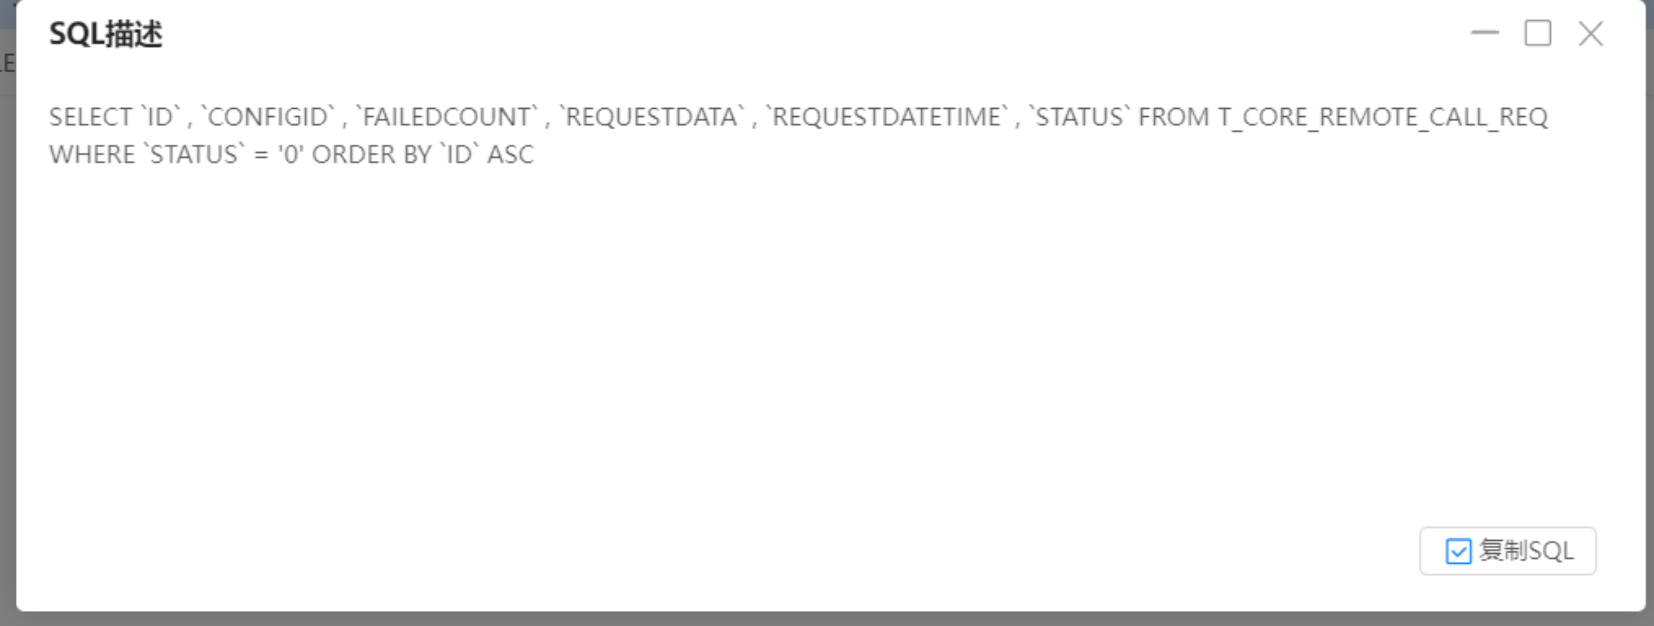 SQL描述
LE
SELECT `ID` , `CONFIGID` , `FAILEDCOUNT` , `REQUESTDATA` , `REQUESTDATETIME` , `STATUS` FROM T_CORE_REMOTE_CALL_REQ
WHERE `STATUS` = '0' ORDER BY `ID` ASC
复制SQL